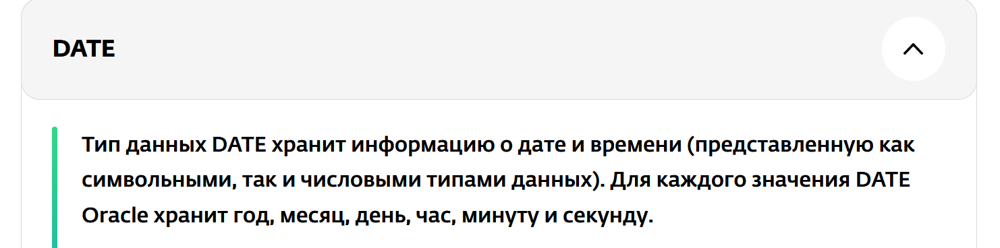 DATE
Тип данных DATE хранит информацию о дате и времени (представленную как
символьными, так и числовыми типами данных). Для каждого значения DATE
Oracle хранит год, месяц, день, час, минуту и секунду.